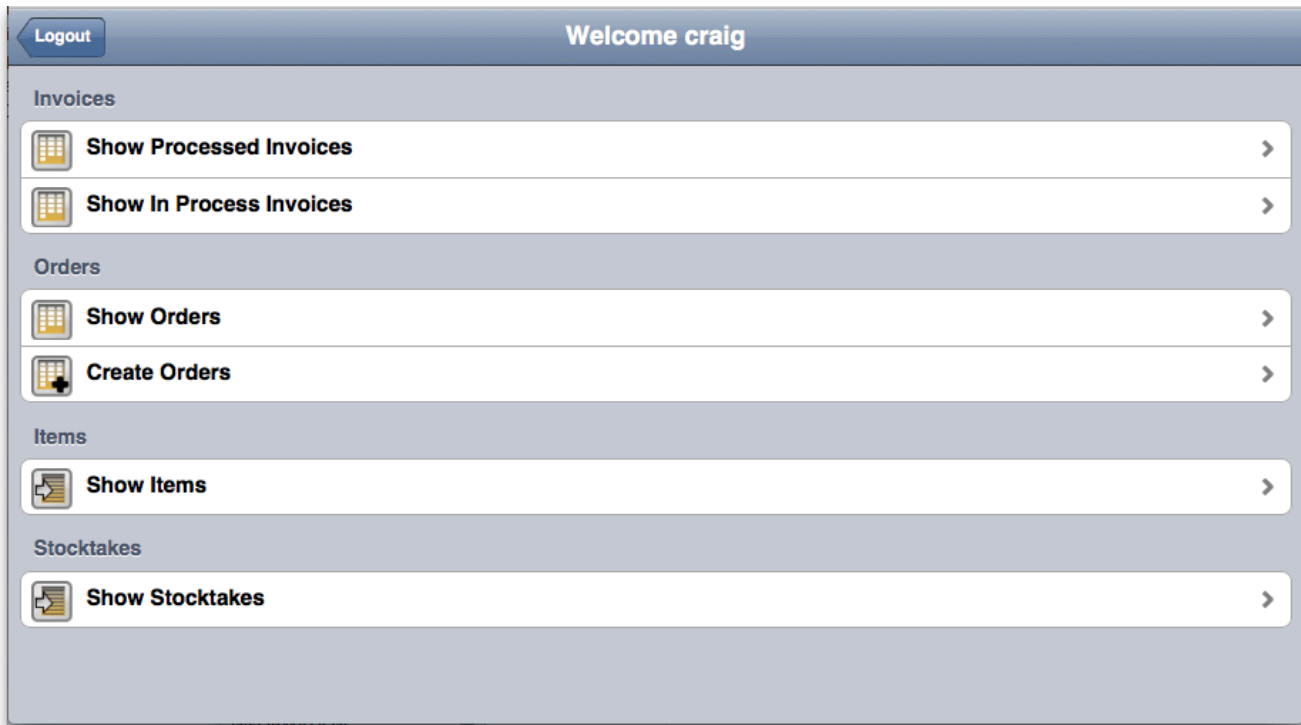 Logout
Welcome craig
Invoices
Show Processed Invoices
Show In Process Invoices
Orders
Show Orders
Create Orders
Items
Show Items
Stocktakes
Show Stocktakes